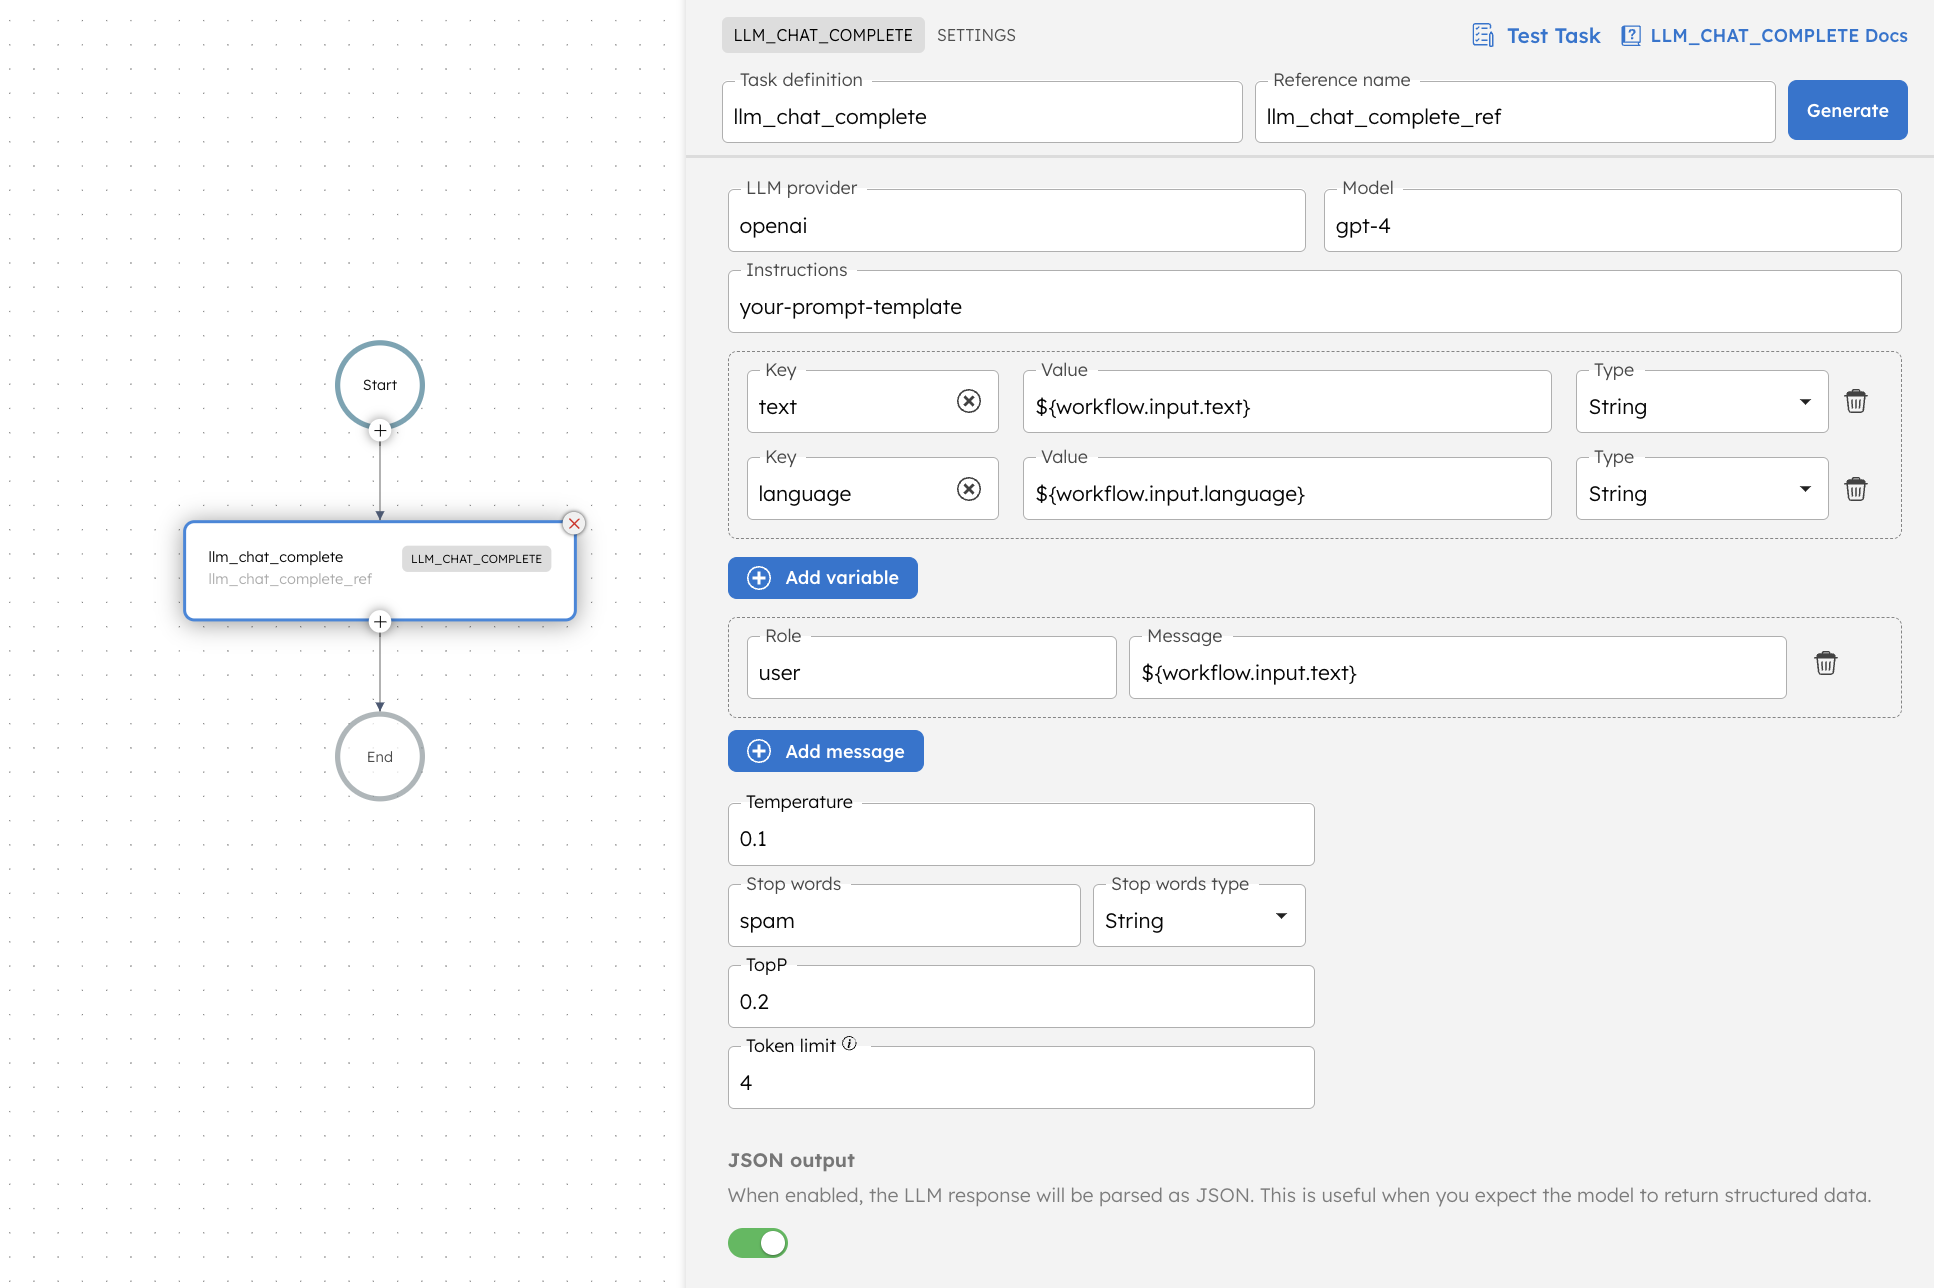 Start
llm_chat_complete
LLM_CHAT_COMPLETE
llm_chat_complete_ref
End
LLM_CHAT_COMPLETE
SETTINGS
Test Task
LLM_CHAT_COMPLETE Docs
Task definition
llm_chat_complete
Reference name
llm_chat_complete_ref
Generate
LLM provider
openai
Model
gpt-4
Instructions
your-prompt-template
Key
text
Value
${workflow.input.text}
Type
String
Key
language
Value
${workflow.input.language}
Type
String
Add variable
Role
user
Message
${workflow.input.text}
Add message
Temperature
0.1
Stop words
spam
Stop words type
String
TopP
0.2
Token limit
4
JSON output
When enabled, the LLM response will be parsed as JSON. This is useful when you expect the model to return structured data.